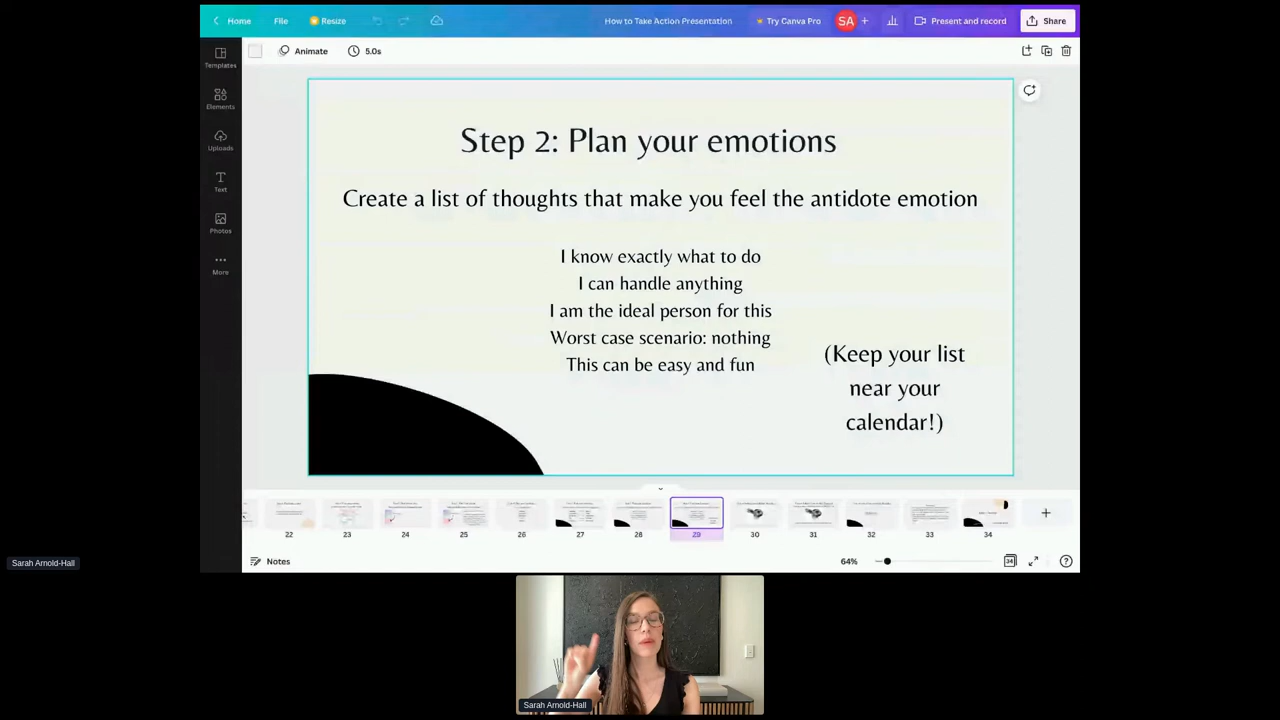 Home
File
Resize
How to Take Action Presentation
Try Canva Pro
SA
Present and record
Share
Animate
5.0s
Templates
Elements
Uploads
Text
Photos
More
Step 2: Plan your emotions
Create a list of thoughts that make you feel the antidote emotion
I know exactly what to do
I can handle anything
I am the ideal person for this
Worst case scenario: nothing
This can be easy and fun
(Keep your list
near your
calendar!)
22
23
24
25
26
27
28
29
30
31
32
33
34
Notes
64%
34
Sarah Arnold-Hall
Sarah Arnold-Hall